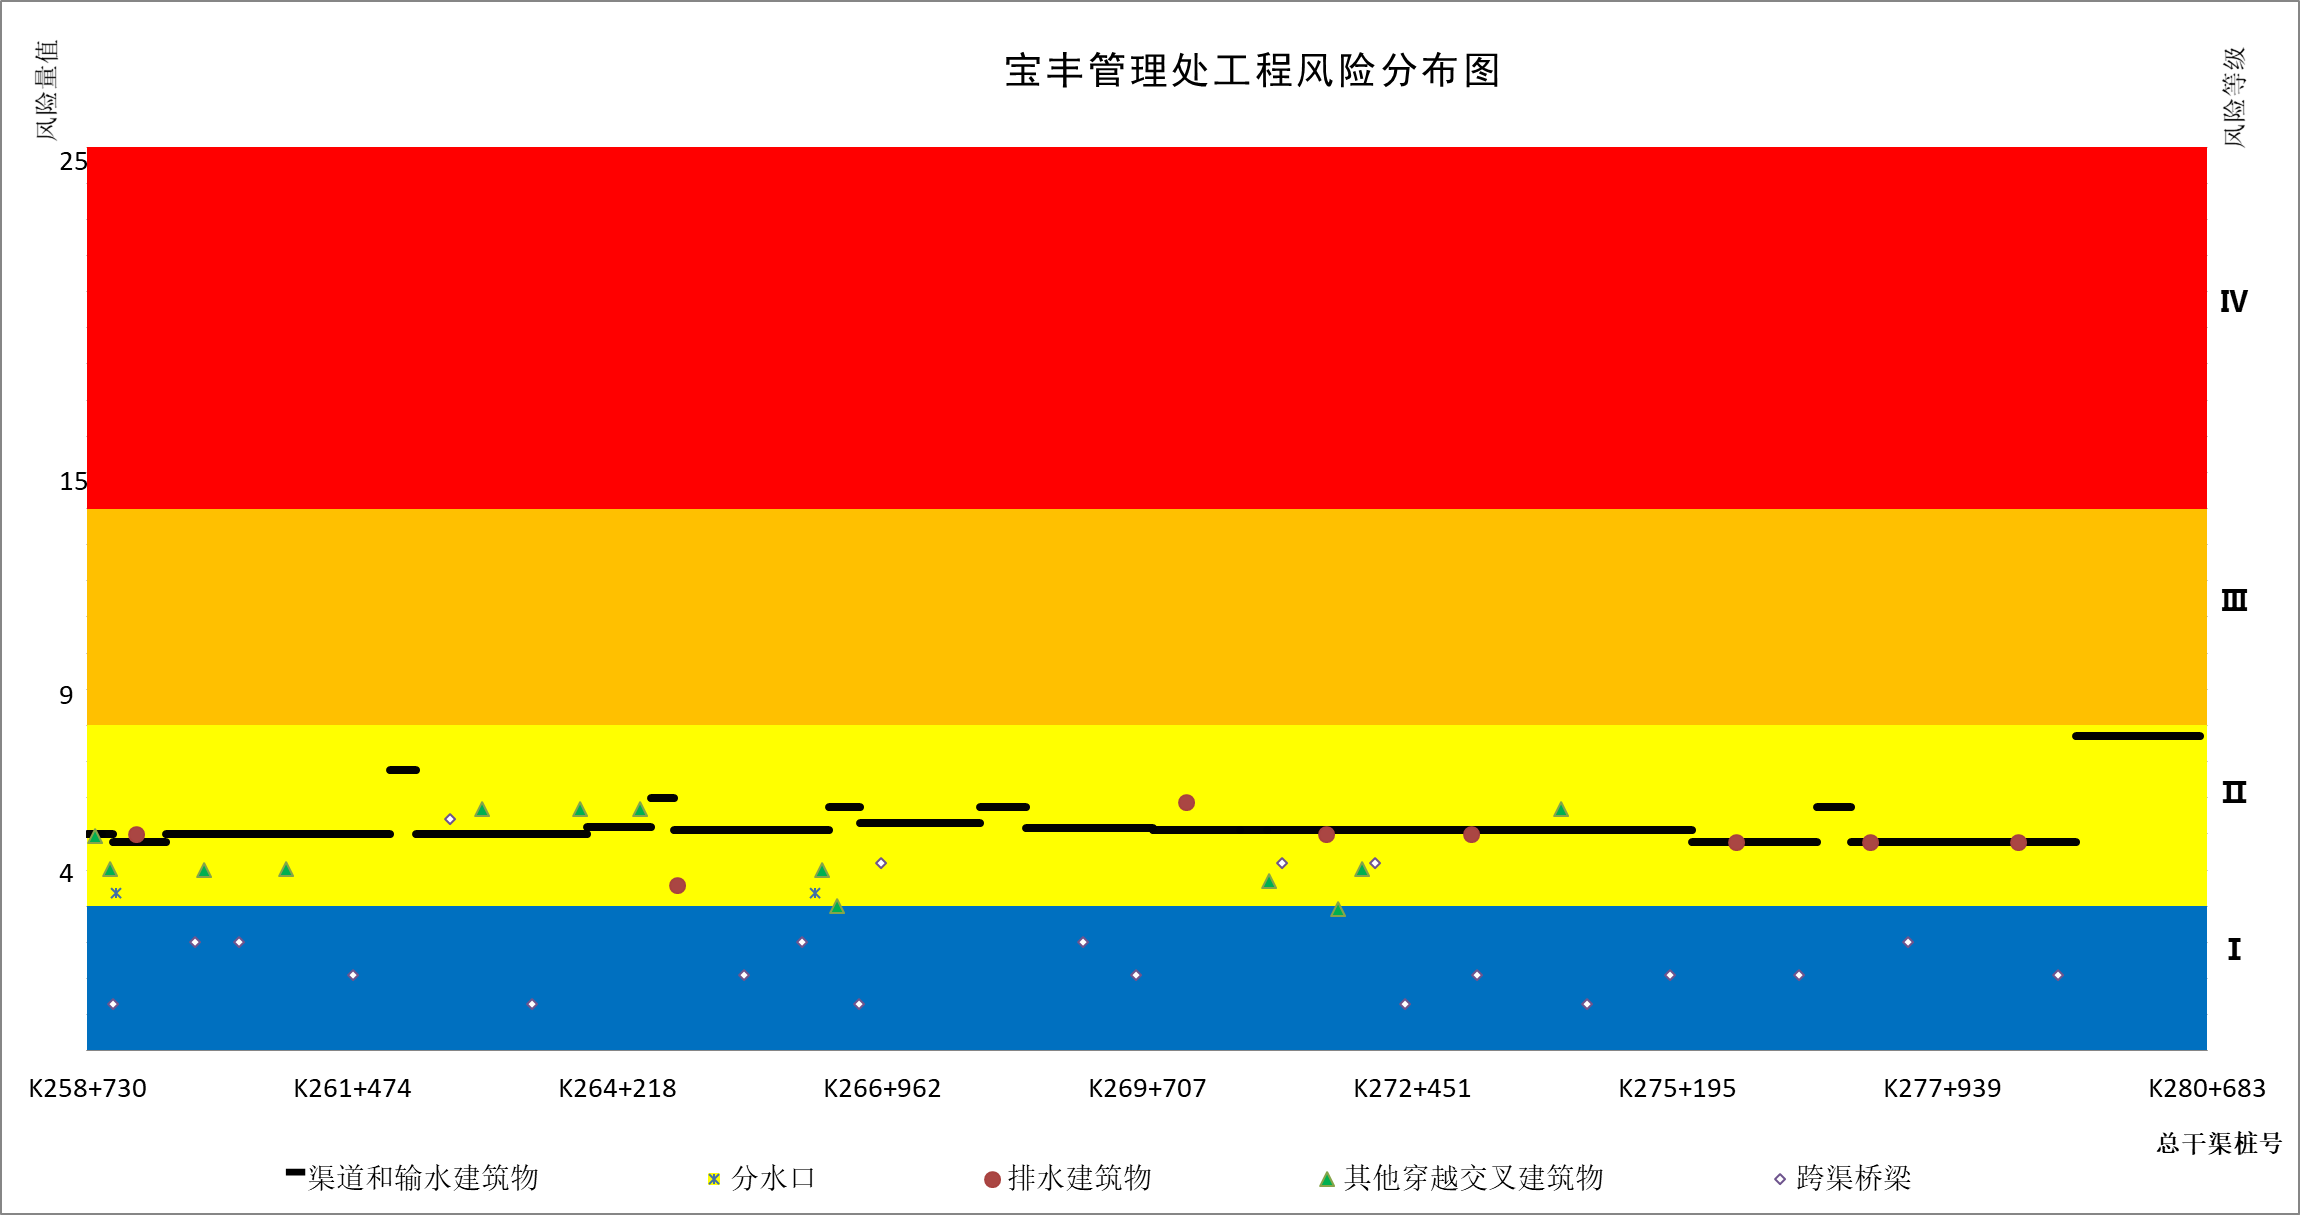 宝丰管理处工程风险分布图
风险量值
风险等级
25
15
9
4
Ⅳ
Ⅲ
Ⅱ
Ⅰ
K258+730
K261+474
K264+218
K266+962
K269+707
K272+451
K275+195
K277+939
K280+683
总干渠桩号
渠道和输水建筑物
分水口
排水建筑物
其他穿越交叉建筑物
跨渠桥梁